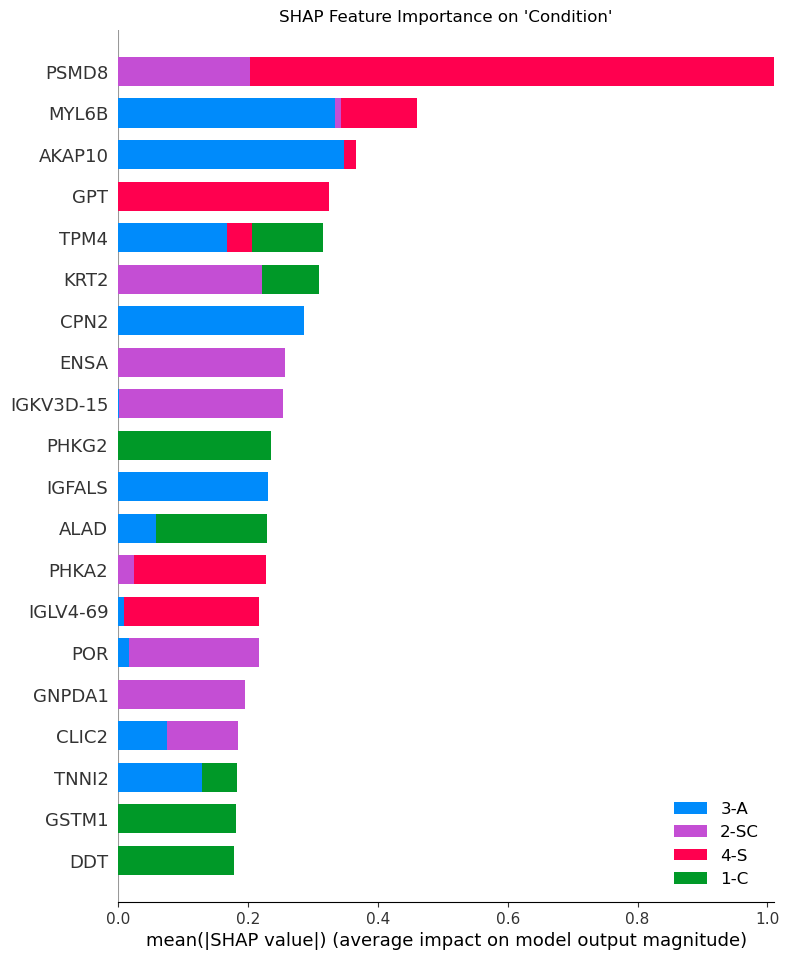 SHAP Feature Importance on 'Condition'
PSMD8
MYL6B
AKAP10
GPT
TPM4
KRT2
CPN2
ENSA
IGKV3D-15
PHKG2
IGFALS
ALAD
PHKA2
IGLV4-69
POR
GNPDA1
CLIC2
TNNI2
GSTM1
DDT
3-A
2-SC
4-S
1-C
0.0 0.2 0.4 0.6 0.8 1.0
mean(|SHAP value|) (average impact on model output magnitude)